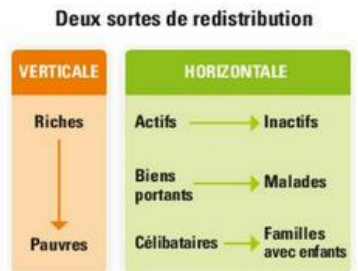 Deux sortes de redistribution
VERTICALE
Riches
Pauvres
HORIZONTALE
Actifs
Inactifs
Biens
portants
Malades
Célibataires
Familles
avec enfants